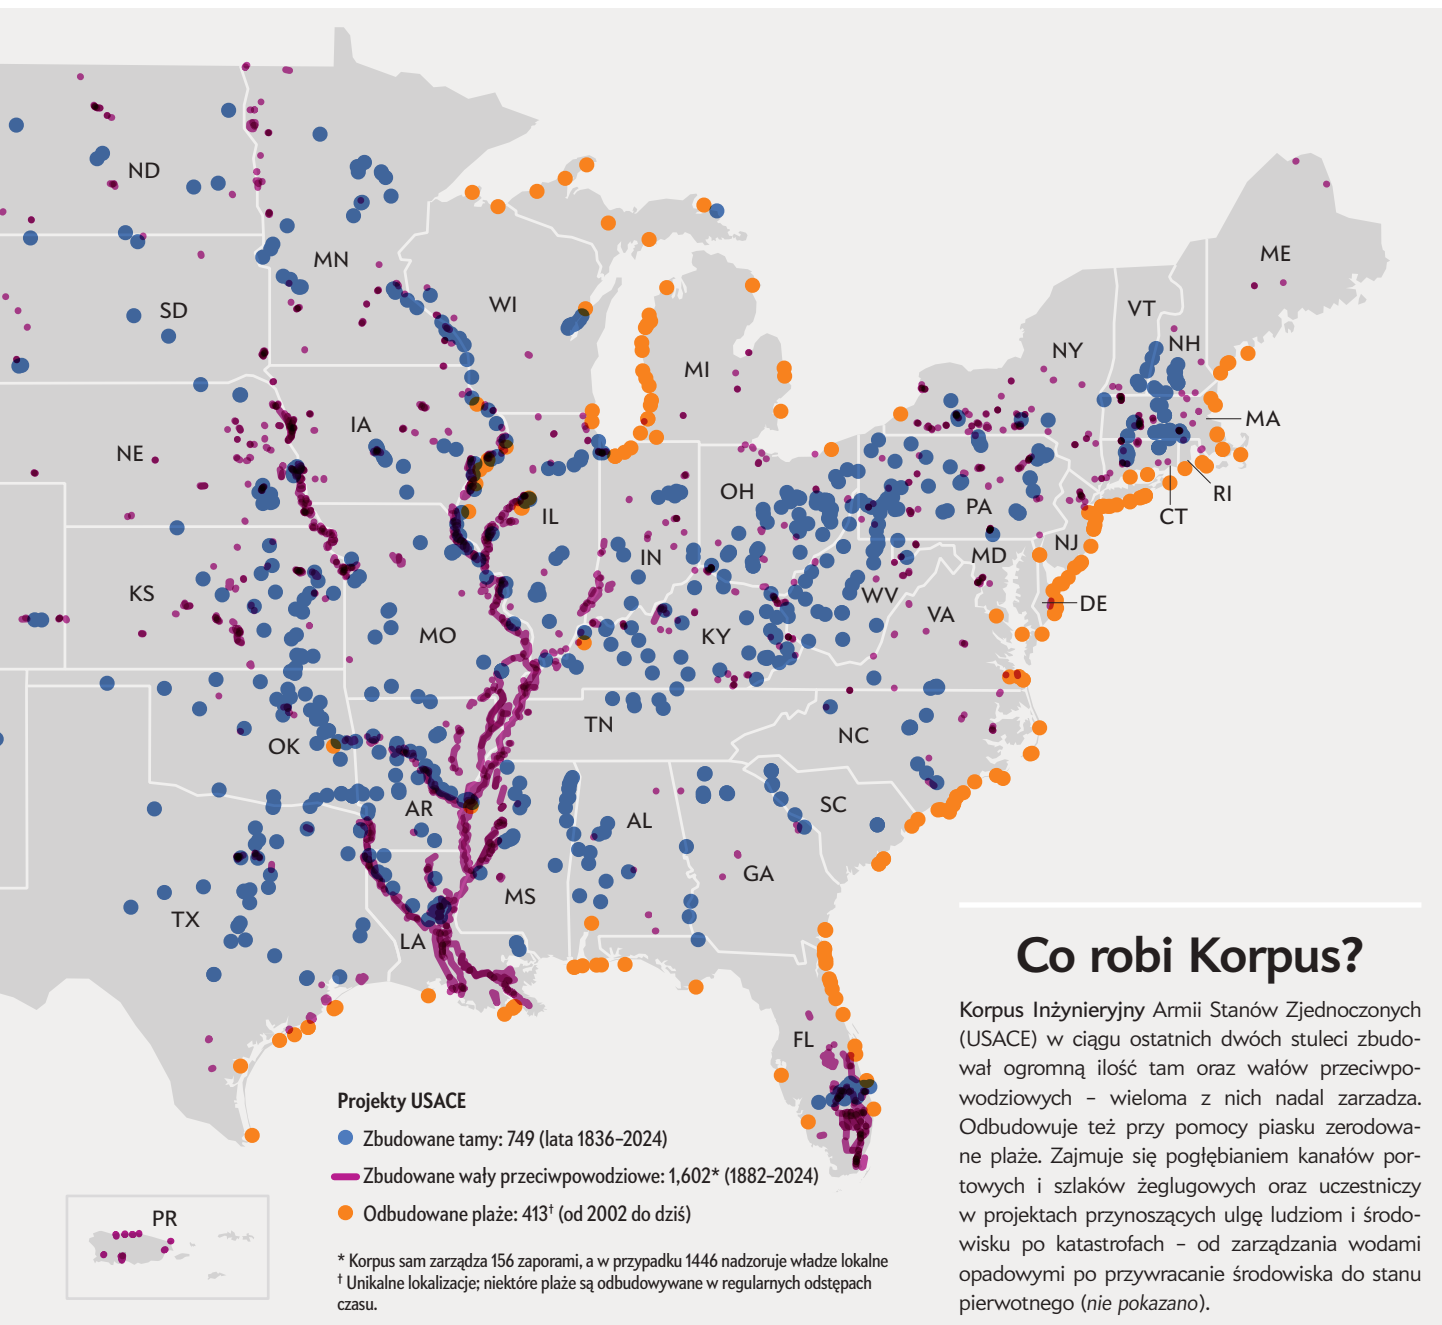 ND
MN
ME
SD
WI
VT
NH
NY
MI
MA
IA
NE
OH
PA
RI
IL
CT
IN
MD
NJ
KS
WV
DE
VA
MO
KY
TN
NC
OK
AR
SC
AL
GA
MS
TX
LA
FL
PR
Projekty USACE
Zbudowane tamy: 749 (lata 1836–2024)
Zbudowane wały przeciwpowodziowe: 1,602* (1882–2024)
Odbudowane plaże: 413† (od 2002 do dziś)
* Korpus sam zarządza 156 zaporami, a w przypadku 1446 nadzoruje władze lokalne
† Unikalne lokalizacje; niektóre plaże są odbudowywane w regularnych odstępach
czasu.
Co robi Korpus?
Korpus Inżynieryjny Armii Stanów Zjednoczonych
(USACE) w ciągu ostatnich dwóch stuleci zbudo-
wał ogromną ilość tam oraz wałów przeciwpo-
wodziowych – wieloma z nich nadal zarzadza.
Odbudowuje też przy pomocy piasku zerodowa-
ne plaże. Zajmuje się pogłębianiem kanałów por-
towych i szlaków żeglugowych oraz uczestniczy
w projektach przynoszących ulgę ludziom i środo-
wisku po katastrofach – od zarządzania wodami
opadowymi po przywracanie środowiska do stanu
pierwotnego (nie pokazano).